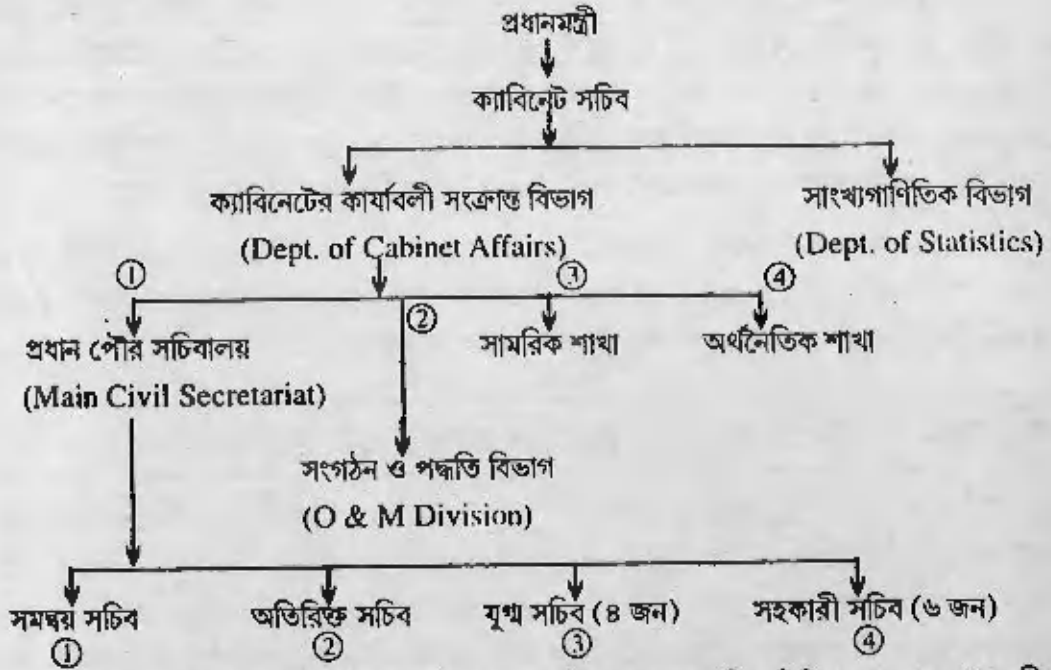 প্রধানমন্ত্রী
ক্যাবিনেট সচিব
ক্যাবিনেটের কার্যাবলী সংক্রান্ত বিভাগ
(Dept. of Cabinet Affairs)
সাংখ্যগাণিতিক বিভাগ
(Dept. of Statistics)
①
②
③
④
প্রধান পৌর সচিবালয়
(Main Civil Secretariat)
সামরিক শাখা
অর্থনৈতিক শাখা
সংগঠন ও পদ্ধতি বিভাগ
(O & M Division)
সমন্বয় সচিব
①
অতিরিক্ত সচিব
②
যুগ্ম সচিব (৪ জন)
③
সহকারী সচিব (৬ জন)
④